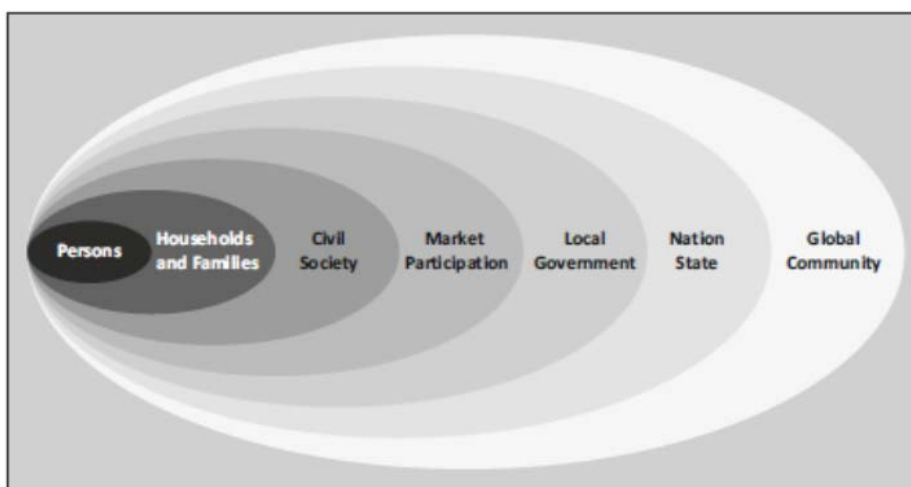 Persons
Households
and Families
Civil
Society
Market
Participation
Local
Government
Nation
State
Global
Community